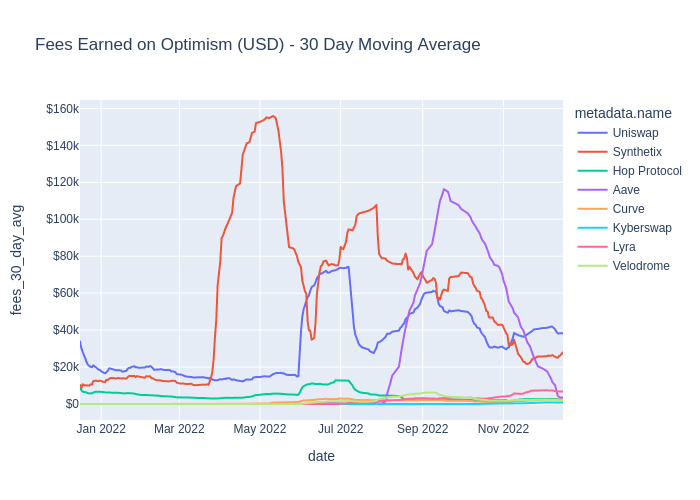 Fees Earned on Optimism (USD) - 30 Day Moving Average
metadata.name
Uniswap
Synthetix
Hop Protocol
Aave
Curve
Kyberswap
Lyra
Velodrome
fees_30_day_avg
$160k
$140k
$120k
$100k
$80k
$60k
$40k
$20k
$0
Jan 2022 Mar 2022 May 2022 Jul 2022 Sep 2022 Nov 2022
date